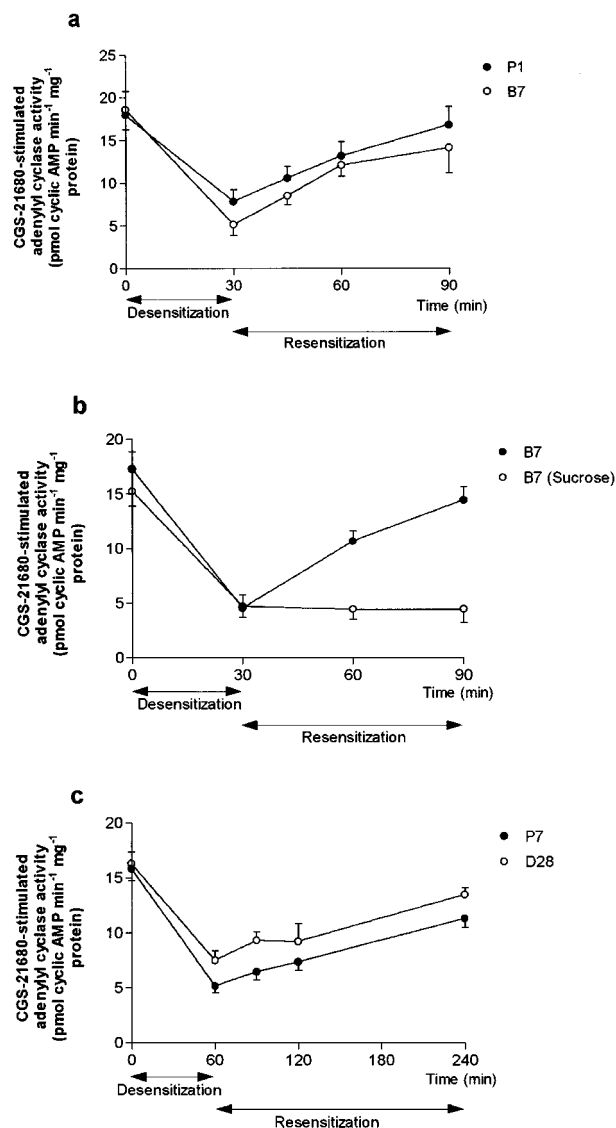 a
CGS-21680-stimulated
adenylyl cyclase activity
(pmol cyclic AMP min⁻¹ mg⁻¹
protein)
25
20
15
10
5
0
P1
B7
0 30 60 90
Time (min)
Desensitization
Resensitization
b
CGS-21680-stimulated
adenylyl cyclase activity
(pmol cyclic AMP min⁻¹ mg⁻¹
protein)
20
15
10
5
0
B7
B7 (Sucrose)
0 30 60 90
Time (min)
Desensitization
Resensitization
c
CGS-21680-stimulated
adenylyl cyclase activity
(pmol cyclic AMP min⁻¹ mg⁻¹
protein)
20
15
10
5
0
P7
D28
0 60 120 180 240
Time (min)
Desensitization
Resensitization